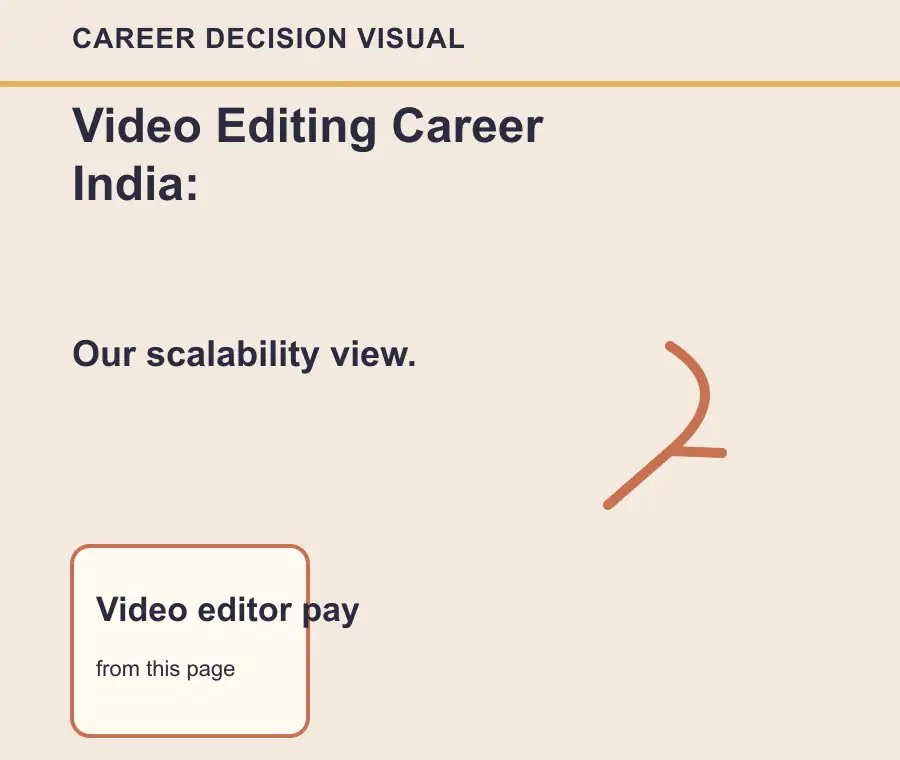 CAREER DECISION VISUAL
Video Editing Career
India:
Our scalability view.
Video editor pay
from this page